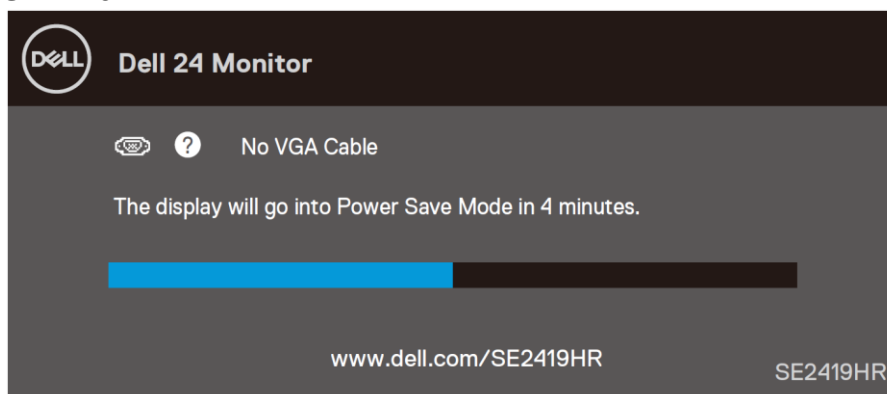 DELL
Dell 24 Monitor
? No VGA Cable
The display will go into Power Save Mode in 4 minutes.
www.dell.com/SE2419HR
SE2419HR